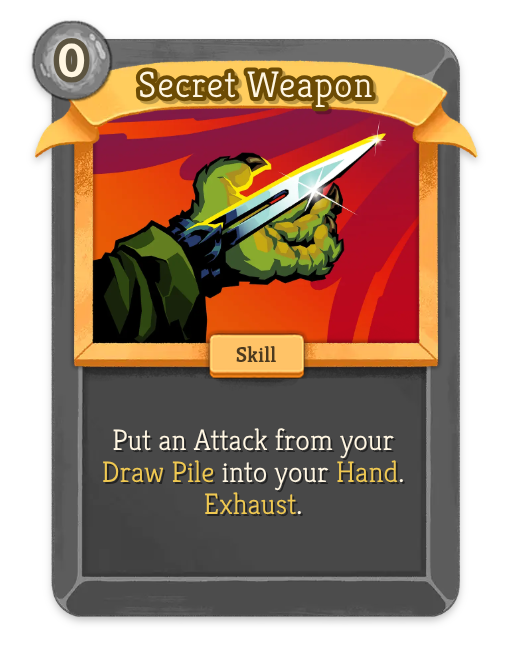 0
Secret Weapon
Skill
Put an Attack from your
Draw Pile into your Hand.
Exhaust.